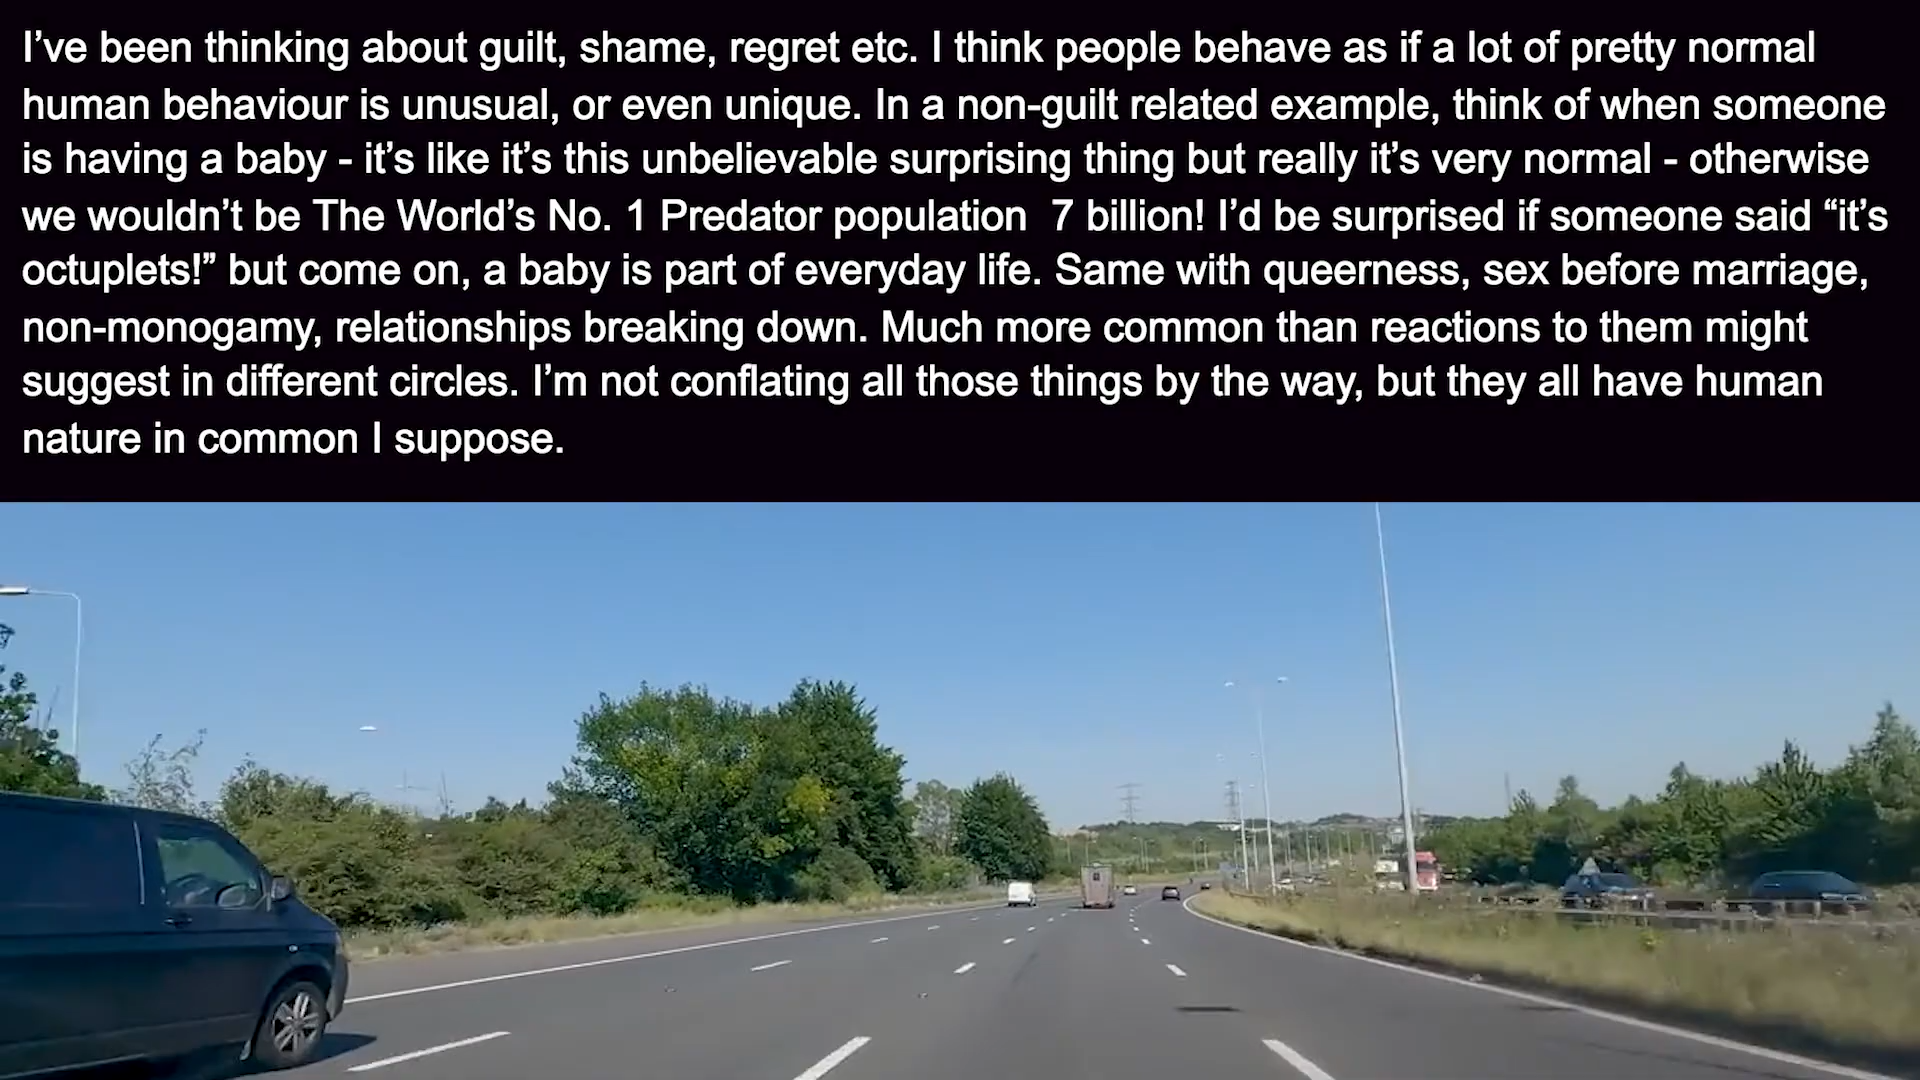 I’ve been thinking about guilt, shame, regret etc. I think people behave as if a lot of pretty normal
human behaviour is unusual, or even unique. In a non-guilt related example, think of when someone
is having a baby - it’s like it’s this unbelievable surprising thing but really it’s very normal - otherwise
we wouldn’t be The World’s No. 1 Predator population  7 billion! I’d be surprised if someone said “it’s
octuplets!” but come on, a baby is part of everyday life. Same with queerness, sex before marriage,
non-monogamy, relationships breaking down. Much more common than reactions to them might
suggest in different circles. I’m not conflating all those things by the way, but they all have human
nature in common I suppose.